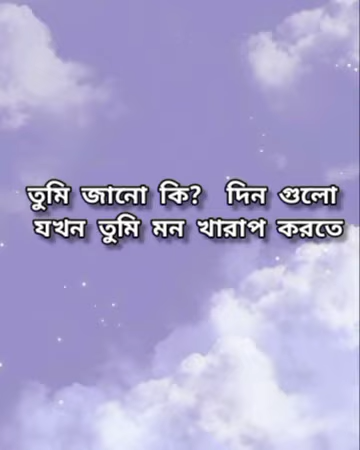 তুমি জানো কি? দিন গুলো
যখন তুমি মন খারাপ করতে